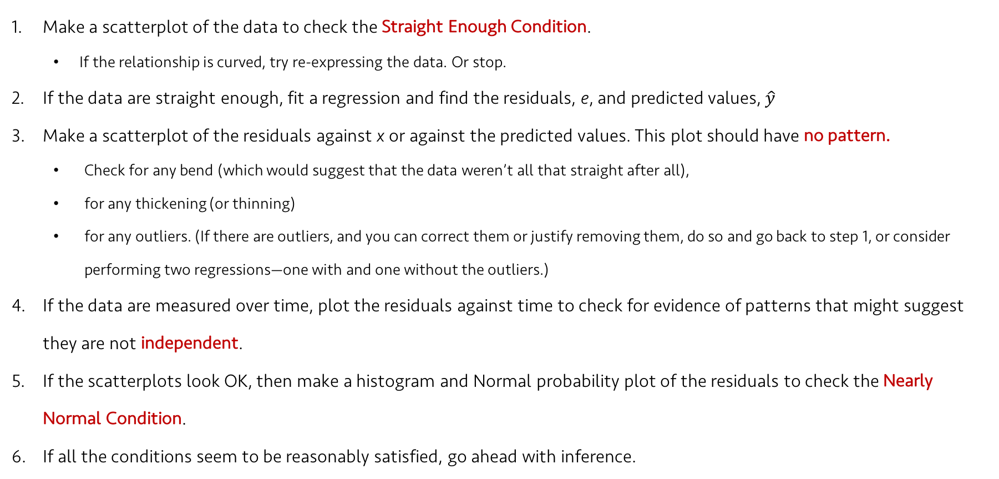 1. Make a scatterplot of the data to check the Straight Enough Condition.
• If the relationship is curved, try re-expressing the data. Or stop.
2. If the data are straight enough, fit a regression and find the residuals, e, and predicted values, ŷ
3. Make a scatterplot of the residuals against x or against the predicted values. This plot should have no pattern.
• Check for any bend (which would suggest that the data weren’t all that straight after all),
• for any thickening (or thinning)
• for any outliers. (If there are outliers, and you can correct them or justify removing them, do so and go back to step 1, or consider
performing two regressions—one with and one without the outliers.)
4. If the data are measured over time, plot the residuals against time to check for evidence of patterns that might suggest
they are not independent.
5. If the scatterplots look OK, then make a histogram and Normal probability plot of the residuals to check the Nearly
Normal Condition.
6. If all the conditions seem to be reasonably satisfied, go ahead with inference.